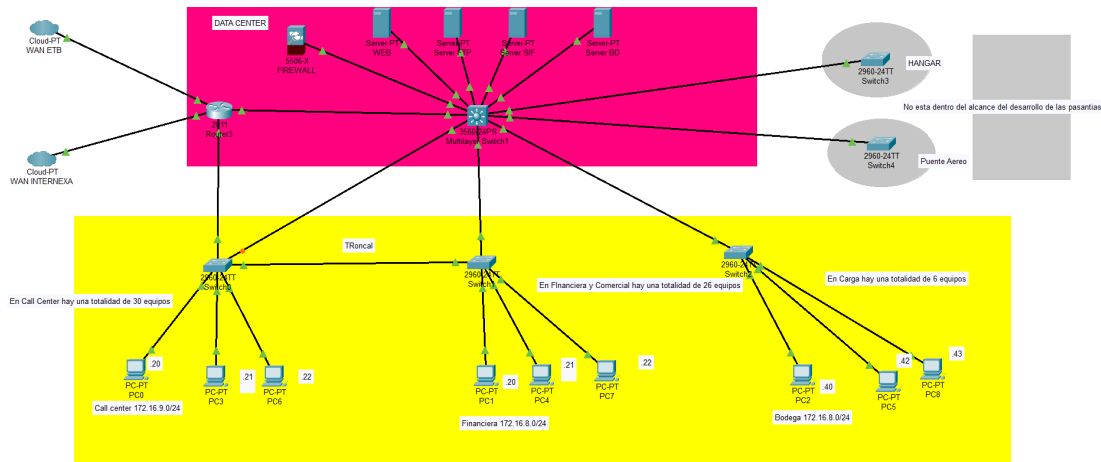 Cloud-PT
WAN ETB
DATA CENTER
5506-X
FIREWALL
Server-PT
WEB
Server-PT
Server FTP
Server-PT
Server SIF
Server-PT
Server BD
2960-24TT
Switch3
HANGAR
No esta dentro del alcance del desarrollo de las pasantias
2911
Router3
3560-24PS
Multilayer Switch1
2960-24TT
Switch4
Puente Aereo
Cloud-PT
WAN INTERNEXA
TRoncal
2960-24TT
Switch0
2960-24TT
2960-24TT
Switch2
En Call Center hay una totalidad de 30 equipos
En FInanciera y Comercial hay una totalidad de 26 equipos
En Carga hay una totalidad de 6 equipos
PC-PT
PC0
.20
PC-PT
PC3
.21
PC-PT
PC6
.22
PC-PT
PC1
.20
PC-PT
PC4
.21
PC-PT
PC7
.22
PC-PT
PC2
.40
PC-PT
PC5
.42
PC-PT
PC8
.43
Call center 172.16.9.0/24
Financiera 172.16.8.0/24
Bodega 172.16.8.0/24